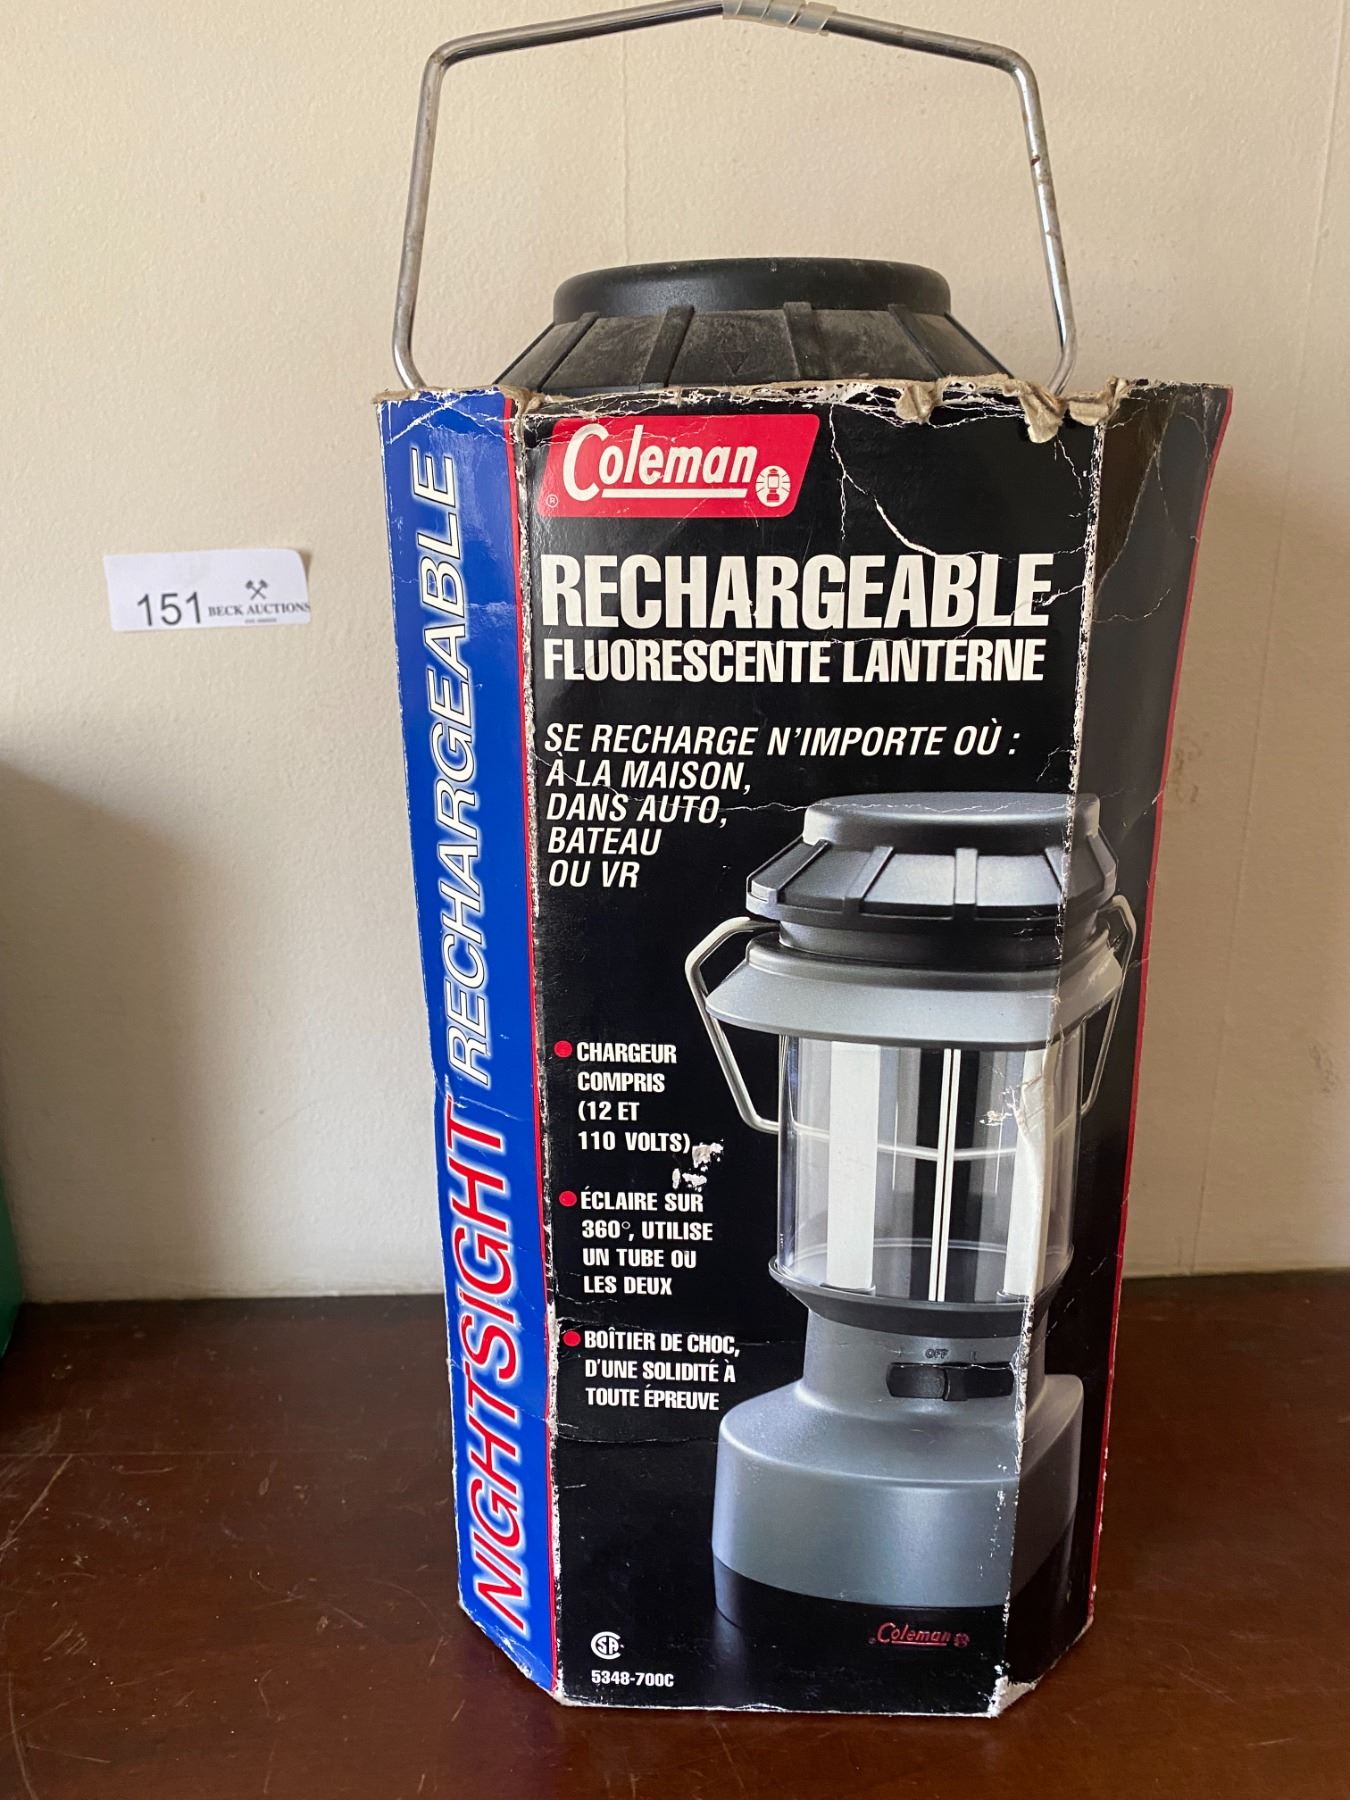 151 BECK AUCTIONS
Coleman
®
RECHARGEABLE
FLUORESCENTE LANTERNE
SE RECHARGE N'IMPORTE OÙ :
À LA MAISON,
DANS AUTO,
BATEAU
OU VR
CHARGEUR
COMPRIS
(12 ET
110 VOLTS)
ÉCLAIRE SUR
360°, UTILISE
UN TUBE OU
LES DEUX
BOÎTIER DE CHOC,
D'UNE SOLIDITÉ À
TOUTE ÉPREUVE
OFF
Coleman
5348-700C
NIGHTSIGHT™ RECHARGEABLE